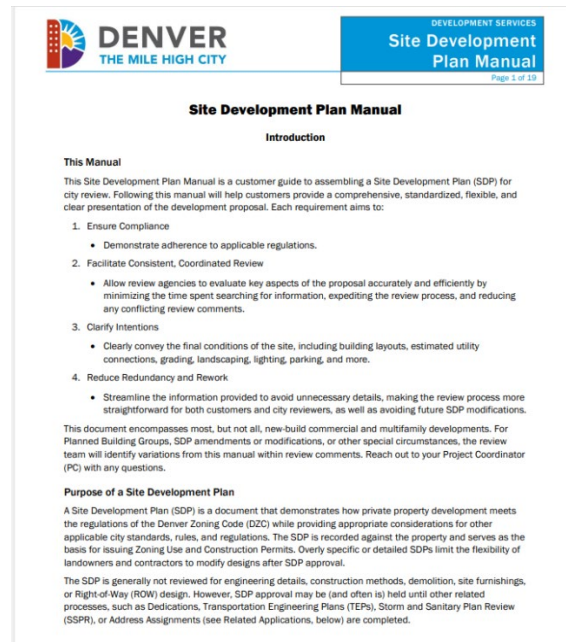 DENVER
THE MILE HIGH CITY
DEVELOPMENT SERVICES
Site Development
Plan Manual
Page 1 of 19
Site Development Plan Manual
Introduction
This Manual
This Site Development Plan Manual is a customer guide to assembling a Site Development Plan (SDP) for
city review. Following this manual will help customers provide a comprehensive, standardized, flexible, and
clear presentation of the development proposal. Each requirement aims to:
1. Ensure Compliance
• Demonstrate adherence to applicable regulations.
2. Facilitate Consistent, Coordinated Review
• Allow review agencies to evaluate key aspects of the proposal accurately and efficiently by
minimizing the time spent searching for information, expediting the review process, and reducing
any conflicting review comments.
3. Clarify Intentions
• Clearly convey the final conditions of the site, including building layouts, estimated utility
connections, grading, landscaping, lighting, parking, and more.
4. Reduce Redundancy and Rework
• Streamline the information provided to avoid unnecessary details, making the review process more
straightforward for both customers and city reviewers, as well as avoiding future SDP modifications.
This document encompasses most, but not all, new-build commercial and multifamily developments. For
Planned Building Groups, SDP amendments or modifications, or other special circumstances, the review
team will identify variations from this manual within review comments. Reach out to your Project Coordinator
(PC) with any questions.
Purpose of a Site Development Plan
A Site Development Plan (SDP) is a document that demonstrates how private property development meets
the regulations of the Denver Zoning Code (DZC) while providing appropriate considerations for other
applicable city standards, rules, and regulations. The SDP is recorded against the property and serves as the
basis for issuing Zoning Use and Construction Permits. Overly specific or detailed SDPs limit the flexibility of
landowners and contractors to modify designs after SDP approval.
The SDP is generally not reviewed for engineering details, construction methods, demolition, site furnishings,
or Right-of-Way (ROW) design. However, SDP approval may be (and often is) held until other related
processes, such as Dedications, Transportation Engineering Plans (TEPs), Storm and Sanitary Plan Review
(SSPR), or Address Assignments (see Related Applications, below) are completed.